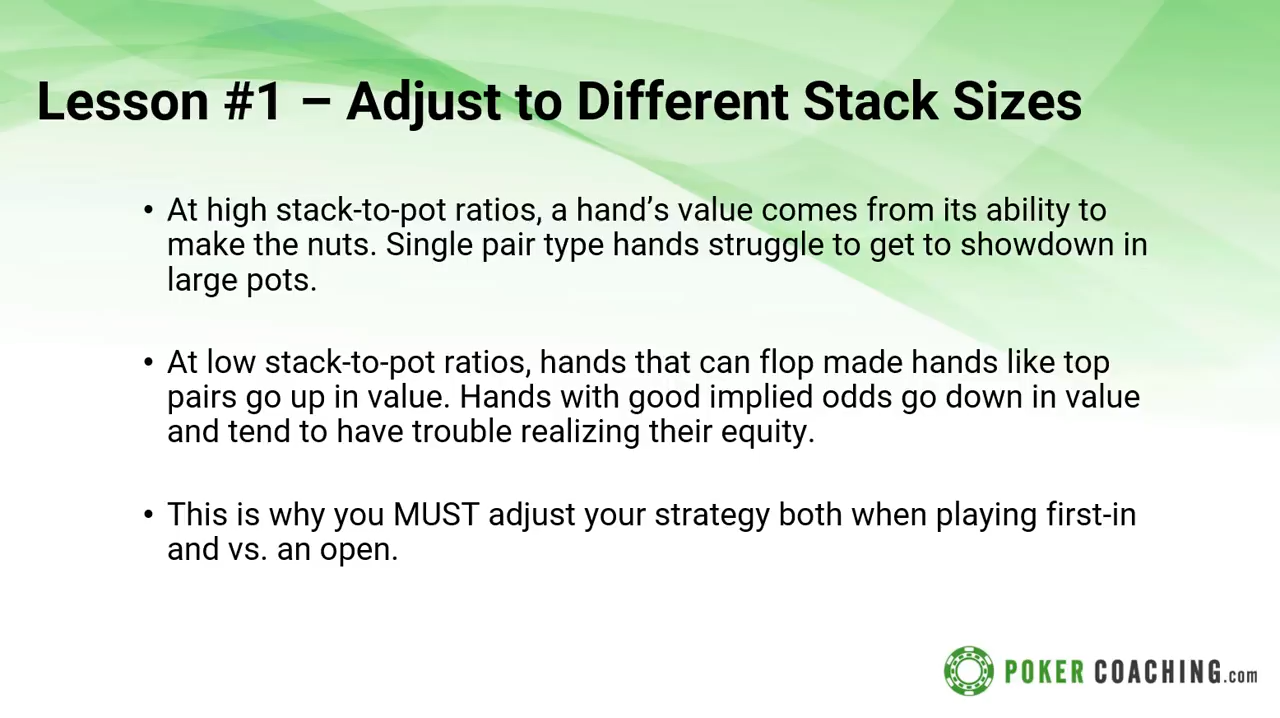 Lesson #1 – Adjust to Different Stack Sizes
• At high stack-to-pot ratios, a hand’s value comes from its ability to
make the nuts. Single pair type hands struggle to get to showdown in
large pots.
• At low stack-to-pot ratios, hands that can flop made hands like top
pairs go up in value. Hands with good implied odds go down in value
and tend to have trouble realizing their equity.
• This is why you MUST adjust your strategy both when playing first-in
and vs. an open.
POKER COACHING.com